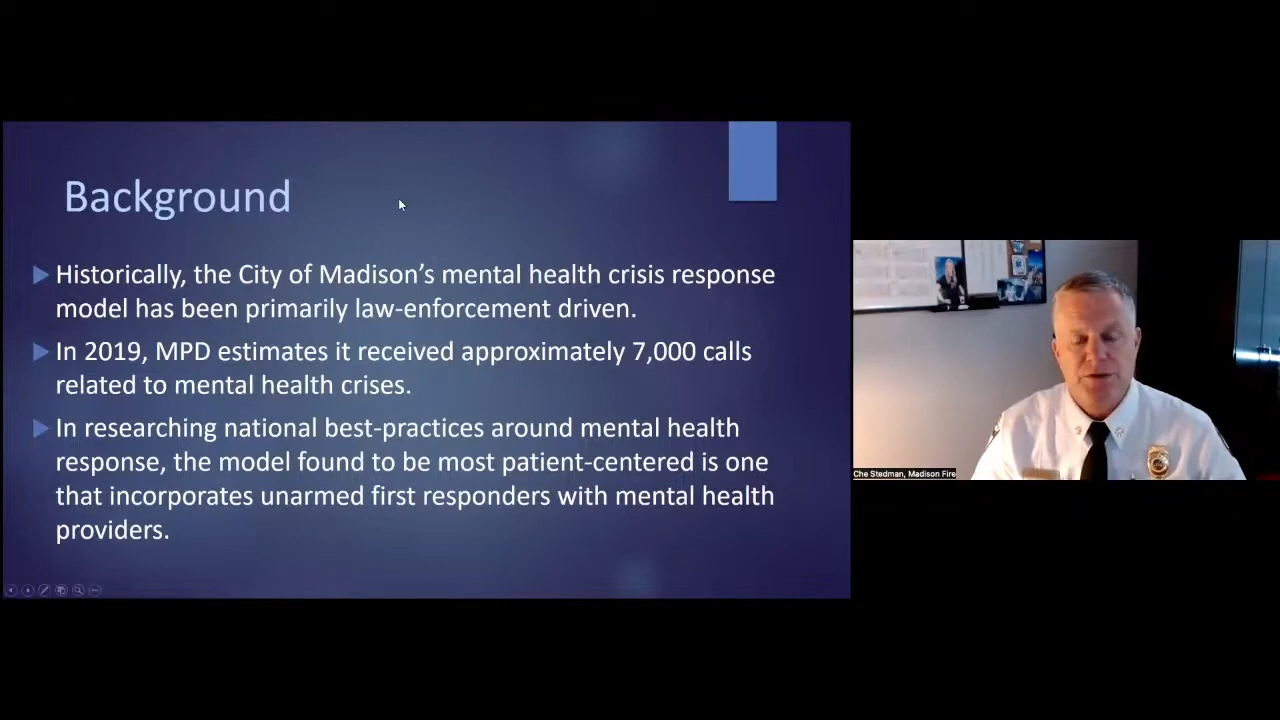 Background
Historically, the City of Madison's mental health crisis response
model has been primarily law-enforcement driven.
In 2019, MPD estimates it received approximately 7,000 calls
related to mental health crises.
In researching national best-practices around mental health
response, the model found to be most patient-centered is one
that incorporates unarmed first responders with mental health
providers.
Che Stedman, Madison Fire